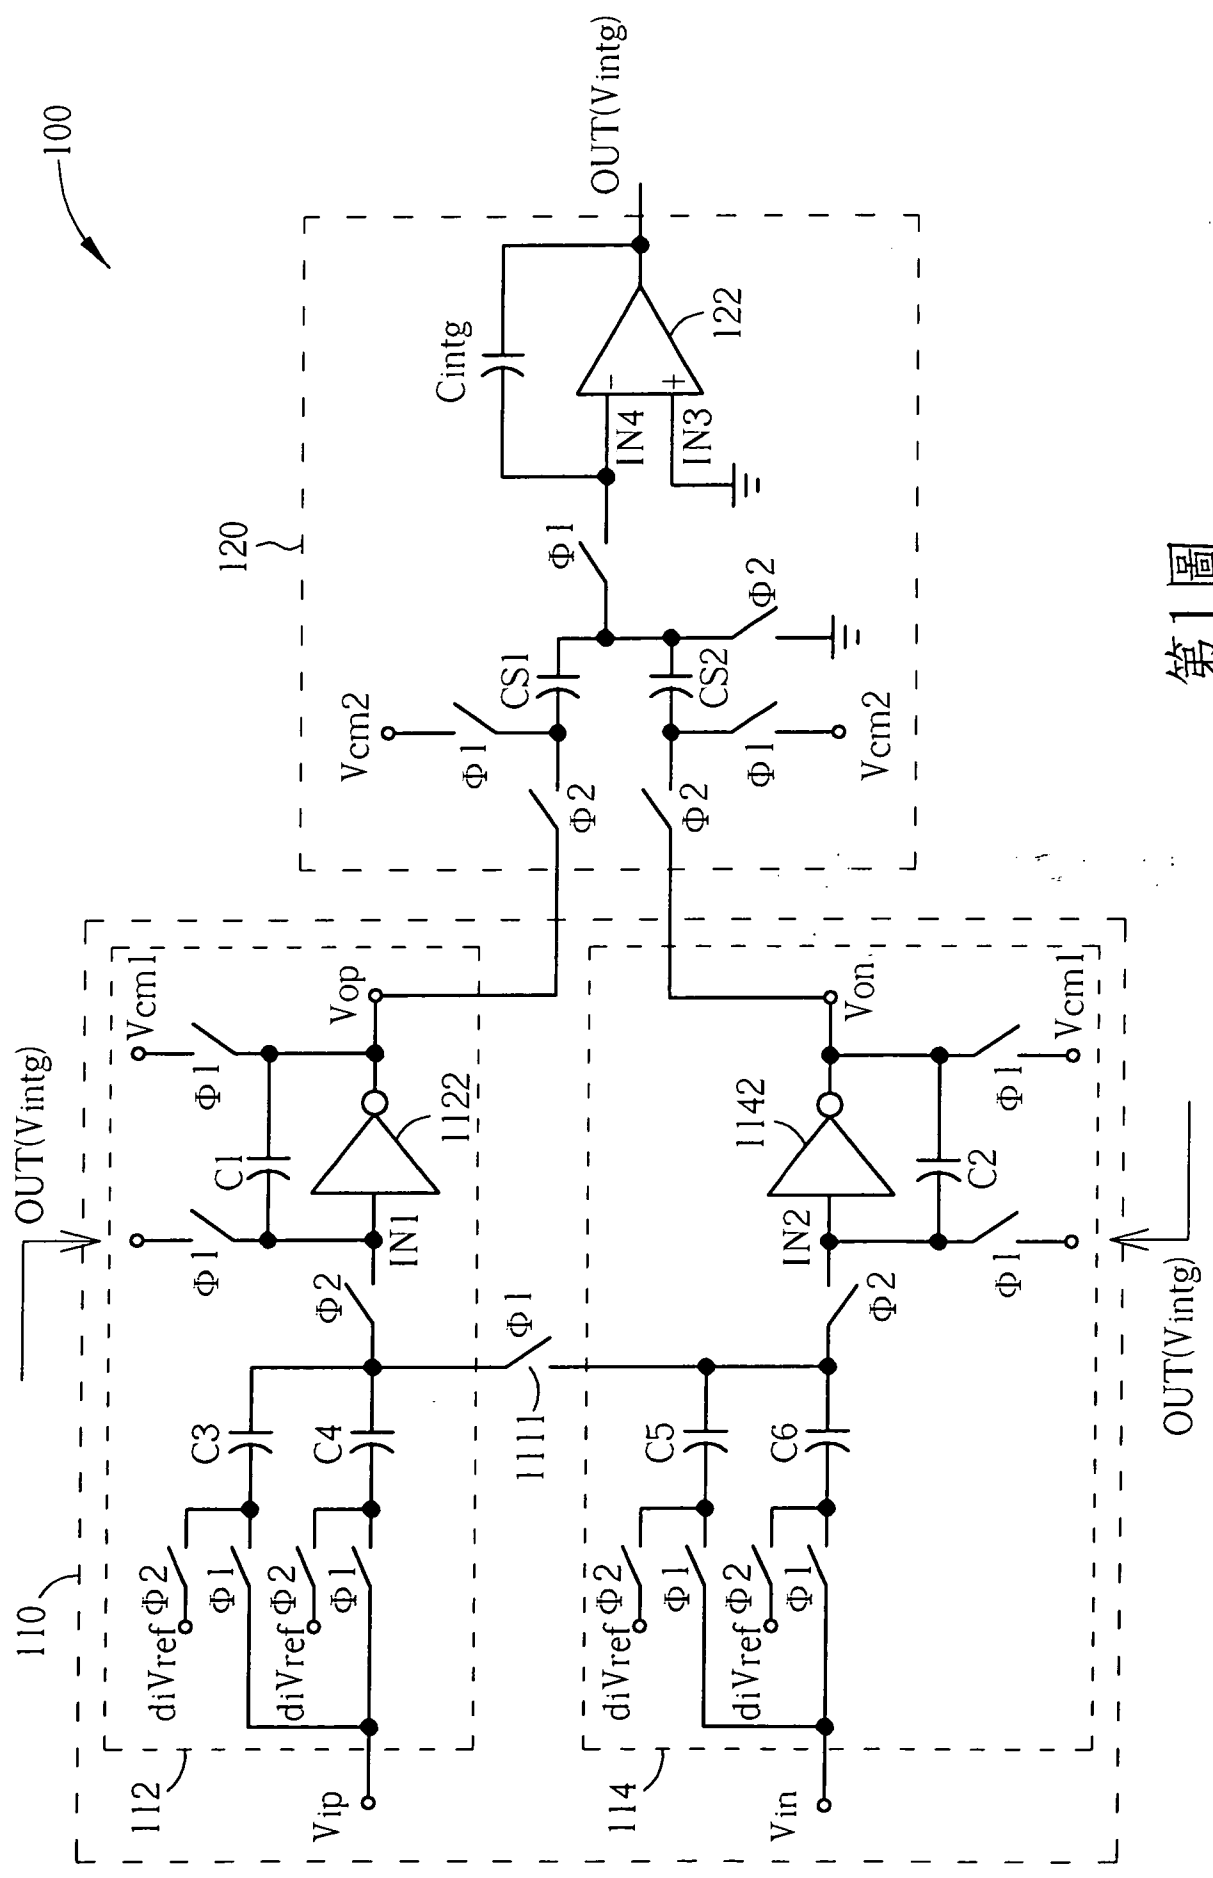 100
110
OUT(Vintg)
112
Vip
diVref
Φ2
Φ1
diVref
Φ2
Φ1
C3
C4
Φ2
Φ1
IN1
C1
Φ1
Vcm1
1122
Vop
Φ1
1111
114
Vin
diVref
Φ2
Φ1
diVref
Φ2
Φ1
C5
C6
Φ2
IN2
1142
Von
Φ1
C2
Φ1
Vcm1
OUT(Vintg)
120
Vcm2
Φ1
Φ2
CS1
Φ2
CS2
Φ1
Vcm2
Φ1
Φ2
Cintg
IN4
IN3
−
+
122
OUT(Vintg)
第1圖